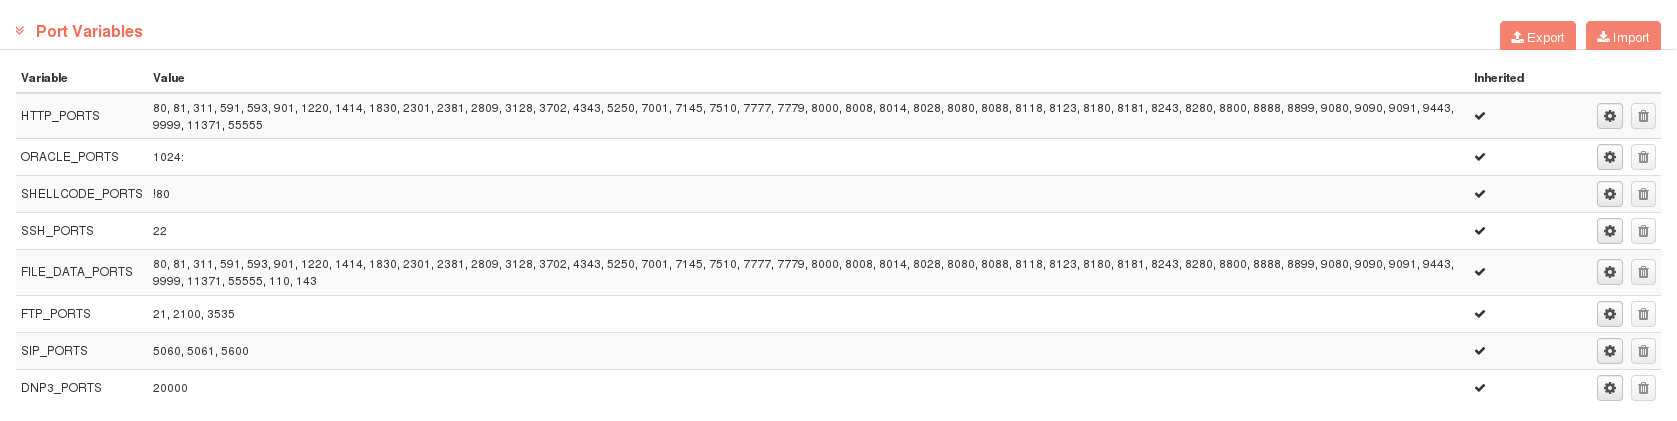 Port Variables
Export Import
Variable Value Inherited
HTTP_PORTS 80, 81, 311, 591, 593, 901, 1220, 1414, 1830, 2301, 2381, 2809, 3128, 3702, 4343, 5250, 7001, 7145, 7510, 7777, 7779, 8000, 8008, 8014, 8028, 8080, 8088, 8118, 8123, 8180, 8181, 8243, 8280, 8800, 8888, 8899, 9080, 9090, 9091, 9443,
9999, 11371, 55555
ORACLE_PORTS 1024:
SHELLCODE_PORTS !80
SSH_PORTS 22
FILE_DATA_PORTS 80, 81, 311, 591, 593, 901, 1220, 1414, 1830, 2301, 2381, 2809, 3128, 3702, 4343, 5250, 7001, 7145, 7510, 7777, 7779, 8000, 8008, 8014, 8028, 8080, 8088, 8118, 8123, 8180, 8181, 8243, 8280, 8800, 8888, 8899, 9080, 9090, 9091, 9443,
9999, 11371, 55555, 110, 143
FTP_PORTS 21, 2100, 3535
SIP_PORTS 5060, 5061, 5600
DNP3_PORTS 20000